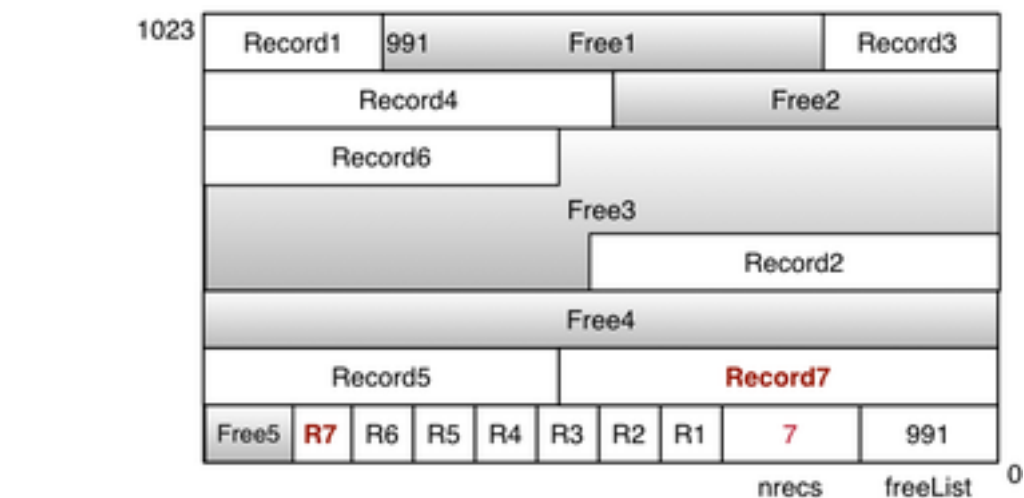 1023 Record1 991 Free1 Record3
Record4 Free2
Record6
Free3
Record2
Free4
Record5 Record7
Free5 R7 R6 R5 R4 R3 R2 R1 7 991
0
nrecs freeList